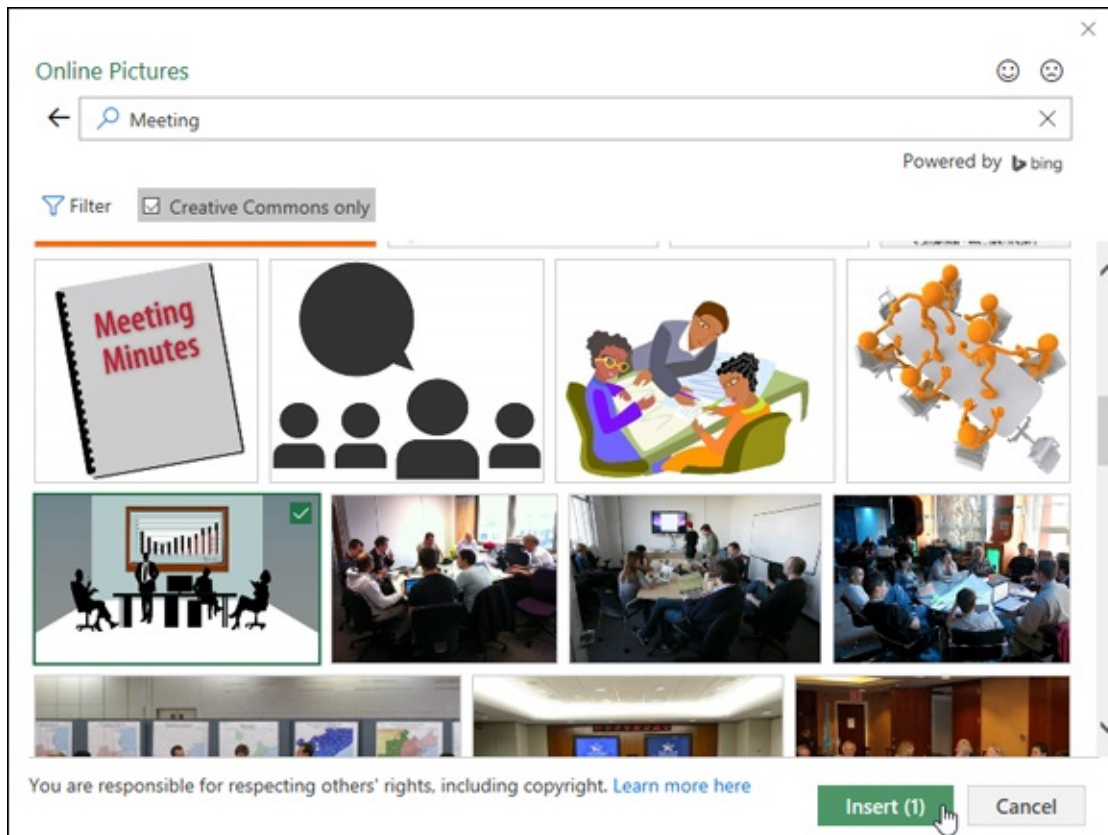 Online Pictures
Meeting
Powered by bing
Filter Creative Commons only
Meeting
Minutes
You are responsible for respecting others' rights, including copyright. Learn more here
Insert (1) Cancel